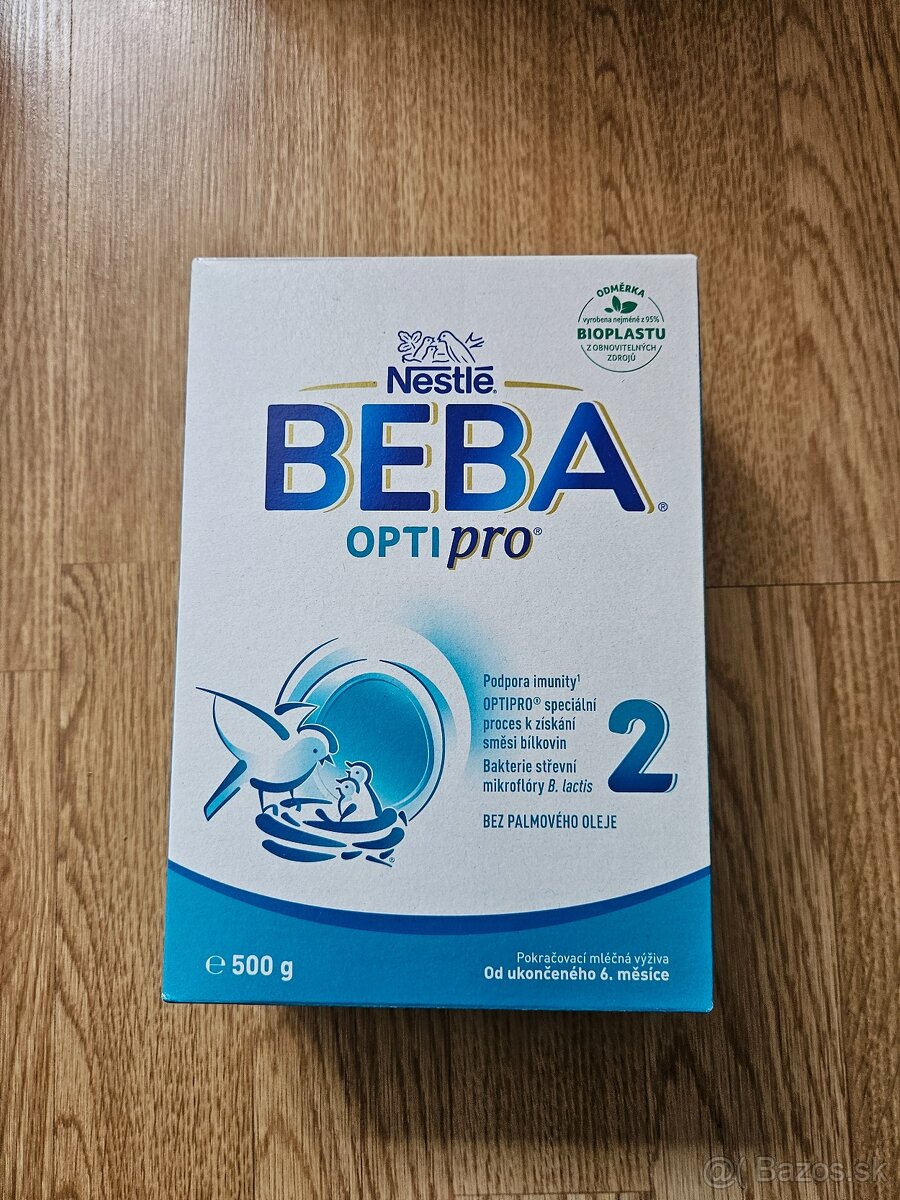 ODMĚRKA
vyrobena nejméně z 95%
BIOPLASTU
Z OBNOVITELNÝCH
ZDROJŮ
Nestlé®
BEBA®
OPTIpro®
Podpora imunity¹
OPTIPRO® speciální
proces k získání
směsi bílkovin
Bakterie střevní
mikroflóry B. lactis
2
BEZ PALMOVÉHO OLEJE
®
℮ 500 g
Pokračovací mléčná výživa
Od ukončeného 6. měsíce
@ Bazos.sk